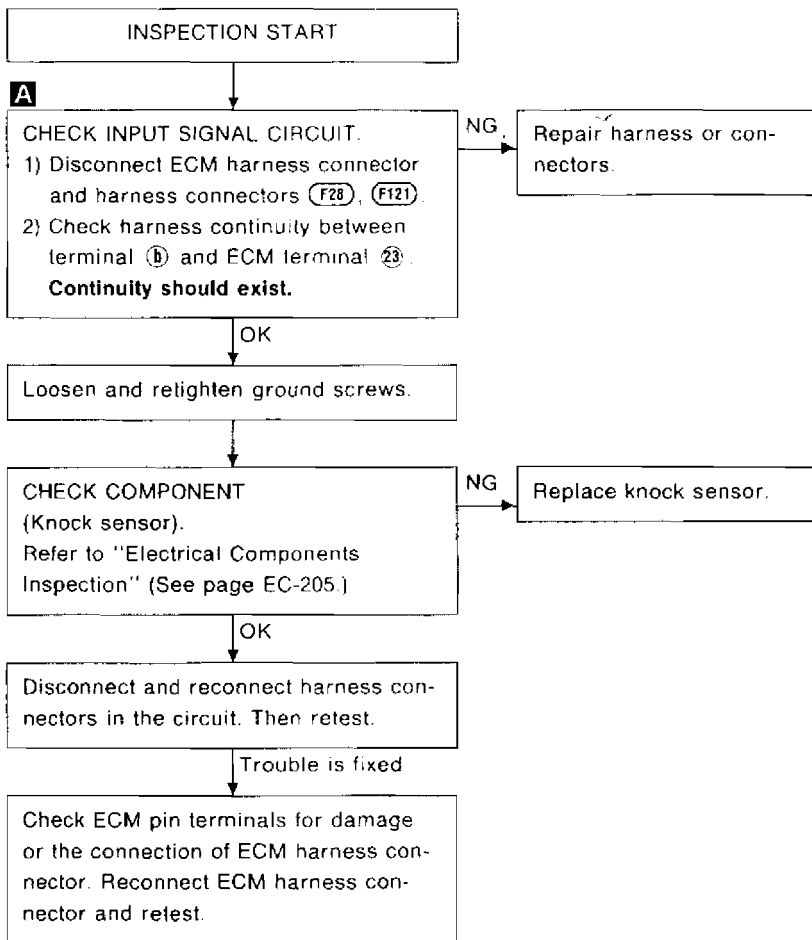 INSPECTION START
A
CHECK INPUT SIGNAL CIRCUIT.
1) Disconnect ECM harness connector
and harness connectors (F28), (F121).
2) Check harness continuity between
terminal ⓑ and ECM terminal ㉓.
Continuity should exist.
NG
Repair harness or con-
nectors.
OK
Loosen and retighten ground screws.
CHECK COMPONENT
(Knock sensor).
Refer to "Electrical Components
Inspection" (See page EC-205.)
NG
Replace knock sensor.
OK
Disconnect and reconnect harness con-
nectors in the circuit. Then retest.
Trouble is fixed
Check ECM pin terminals for damage
or the connection of ECM harness con-
nector. Reconnect ECM harness con-
nector and retest.